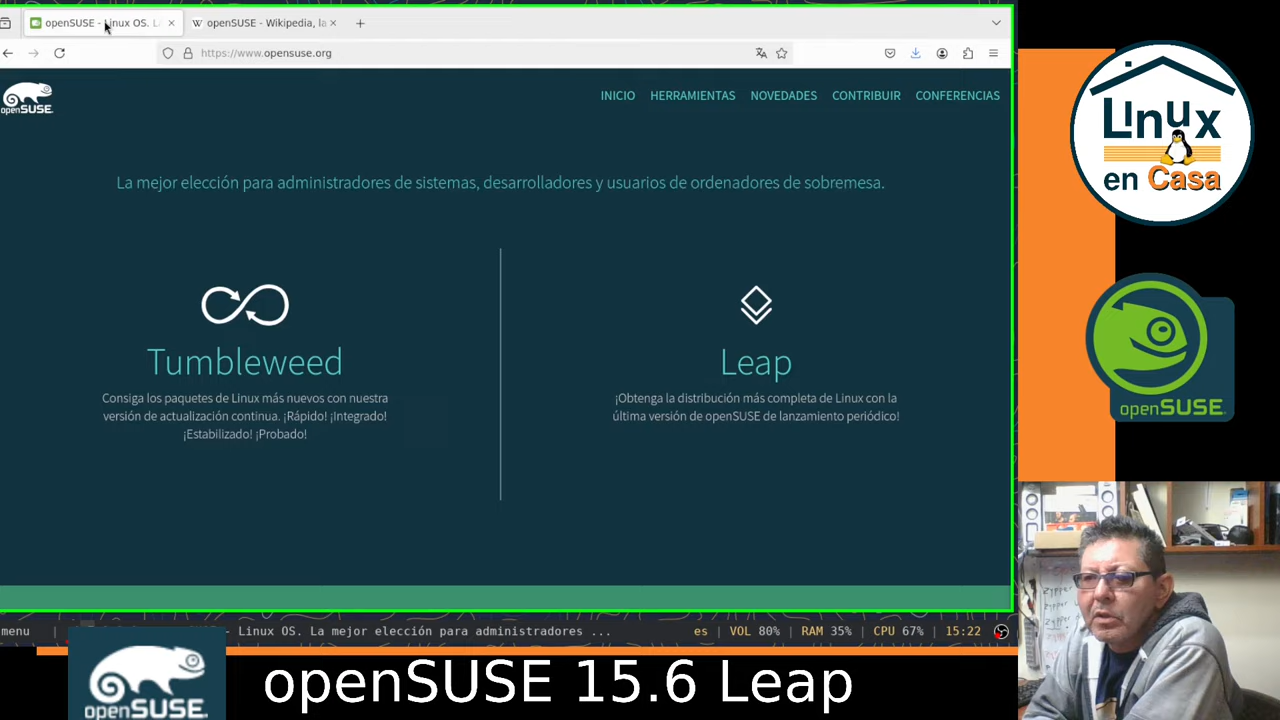 openSUSE - Linux OS. L
openSUSE - Wikipedia, la
https://www.opensuse.org
openSUSE
INICIO HERRAMIENTAS NOVEDADES CONTRIBUIR CONFERENCIAS
La mejor elección para administradores de sistemas, desarrolladores y usuarios de ordenadores de sobremesa.
Tumbleweed
Consiga los paquetes de Linux más nuevos con nuestra
versión de actualización continua. ¡Rápido! ¡Integrado!
¡Estabilizado! ¡Probado!
Leap
¡Obtenga la distribución más completa de Linux con la
última versión de openSUSE de lanzamiento periódico!
menu - Linux OS. La mejor elección para administradores ... es | VOL 80% | RAM 35% | CPU 67% | 15:22
Linux
en Casa
openSUSE
openSUSE
openSUSE 15.6 Leap